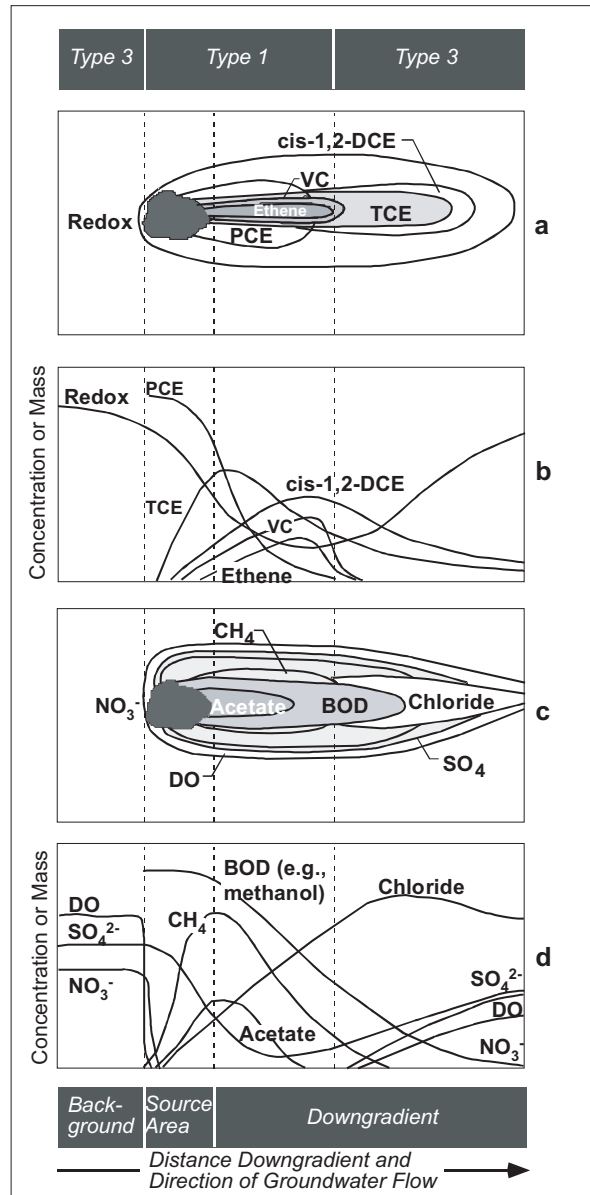 Type 3
Type 1
Type 3
cis-1,2-DCE
VC
Redox
Ethene
TCE
PCE
a
Concentration or Mass
Redox
PCE
cis-1,2-DCE
TCE
VC
Ethene
b
CH4
NO3-
Acetate
BOD
Chloride
DO
SO4
c
Concentration or Mass
BOD (e.g.,
methanol)
Chloride
DO
CH4
SO42-
NO3-
Acetate
SO42-
DO
NO3-
d
Back-
ground
Source
Area
Downgradient
Distance Downgradient and
Direction of Groundwater Flow